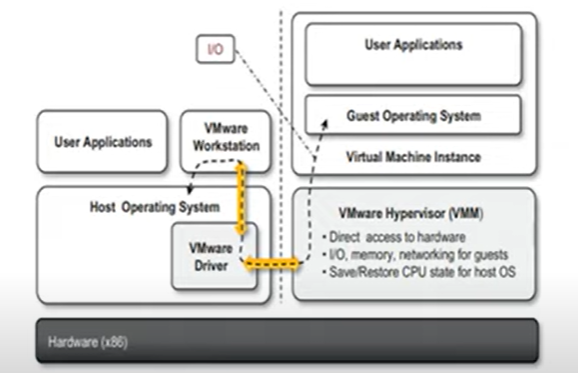 I/O
User Applications
Guest Operating System
Virtual Machine Instance
User Applications
VMware
Workstation
Host Operating System
VMware
Driver
VMware Hypervisor (VMM)
• Direct access to hardware
• I/O, memory, networking for guests
• Save/Restore CPU state for host OS
Hardware (x86)